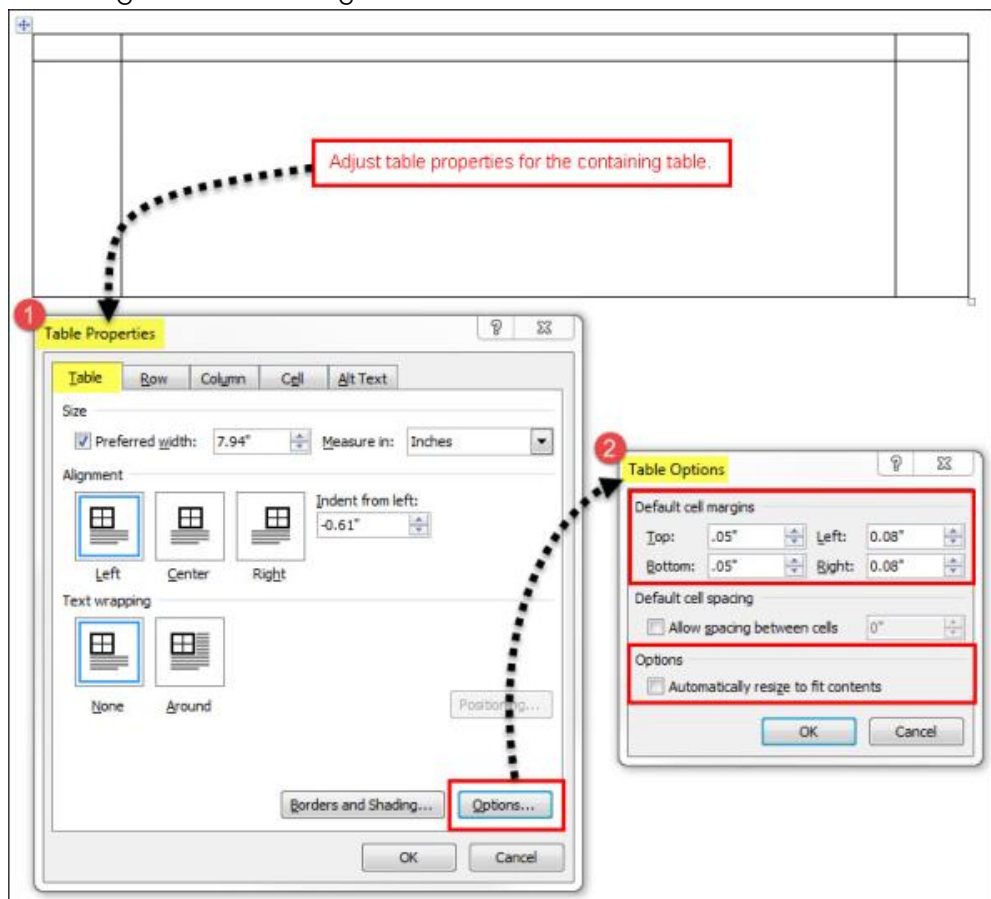 Adjust table properties for the containing table.
1
Table Properties
Table Row Column Cell Alt Text
Size
Preferred width: 7.94" Measure in: Inches
Alignment
Indent from left:
-0.61"
Left Center Right
Text wrapping
None Around
Positioning...
Borders and Shading... Options...
OK Cancel
2
Table Options
Default cell margins
Top: .05" Left: 0.08"
Bottom: .05" Right: 0.08"
Default cell spacing
Allow spacing between cells 0"
Options
Automatically resize to fit contents
OK Cancel